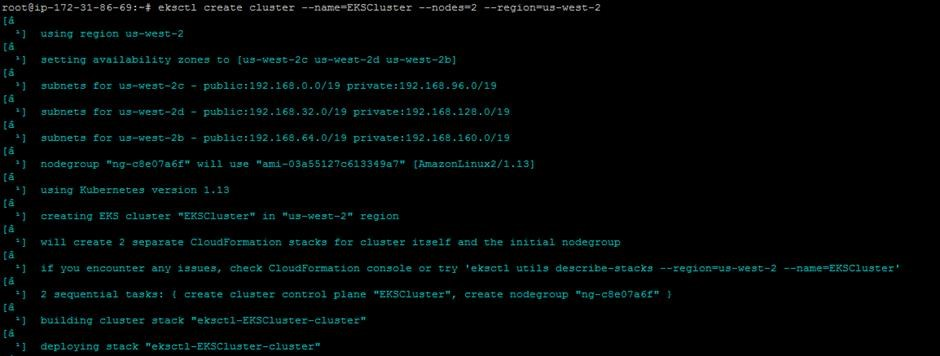 root@ip-172-31-86-69:~# eksctl create cluster --name=EKSCluster --nodes=2 --region=us-west-2
[â
¹]  using region us-west-2
[â
¹]  setting availability zones to [us-west-2c us-west-2d us-west-2b]
[â
¹]  subnets for us-west-2c - public:192.168.0.0/19 private:192.168.96.0/19
[â
¹]  subnets for us-west-2d - public:192.168.32.0/19 private:192.168.128.0/19
[â
¹]  subnets for us-west-2b - public:192.168.64.0/19 private:192.168.160.0/19
[â
¹]  nodegroup "ng-c8e07a6f" will use "ami-03a55127c613349a7" [AmazonLinux2/1.13]
[â
¹]  using Kubernetes version 1.13
[â
¹]  creating EKS cluster "EKSCluster" in "us-west-2" region
[â
¹]  will create 2 separate CloudFormation stacks for cluster itself and the initial nodegroup
[â
¹]  if you encounter any issues, check CloudFormation console or try 'eksctl utils describe-stacks --region=us-west-2 --name=EKSCluster'
[â
¹]  2 sequential tasks: { create cluster control plane "EKSCluster", create nodegroup "ng-c8e07a6f" }
[â
¹]  building cluster stack "eksctl-EKSCluster-cluster"
[â
¹]  deploying stack "eksctl-EKSCluster-cluster"